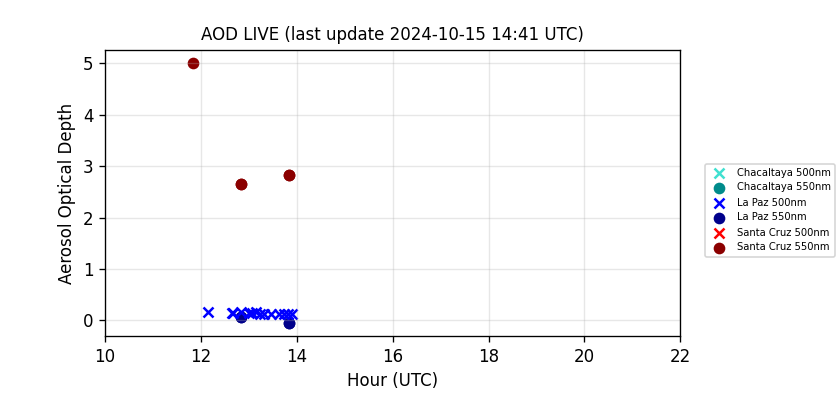 AOD LIVE (last update 2024-10-15 14:41 UTC)
Aerosol Optical Depth
5
4
3
2
1
0
10 12 14 16 18 20 22
Hour (UTC)
Chacaltaya 500nm
Chacaltaya 550nm
La Paz 500nm
La Paz 550nm
Santa Cruz 500nm
Santa Cruz 550nm